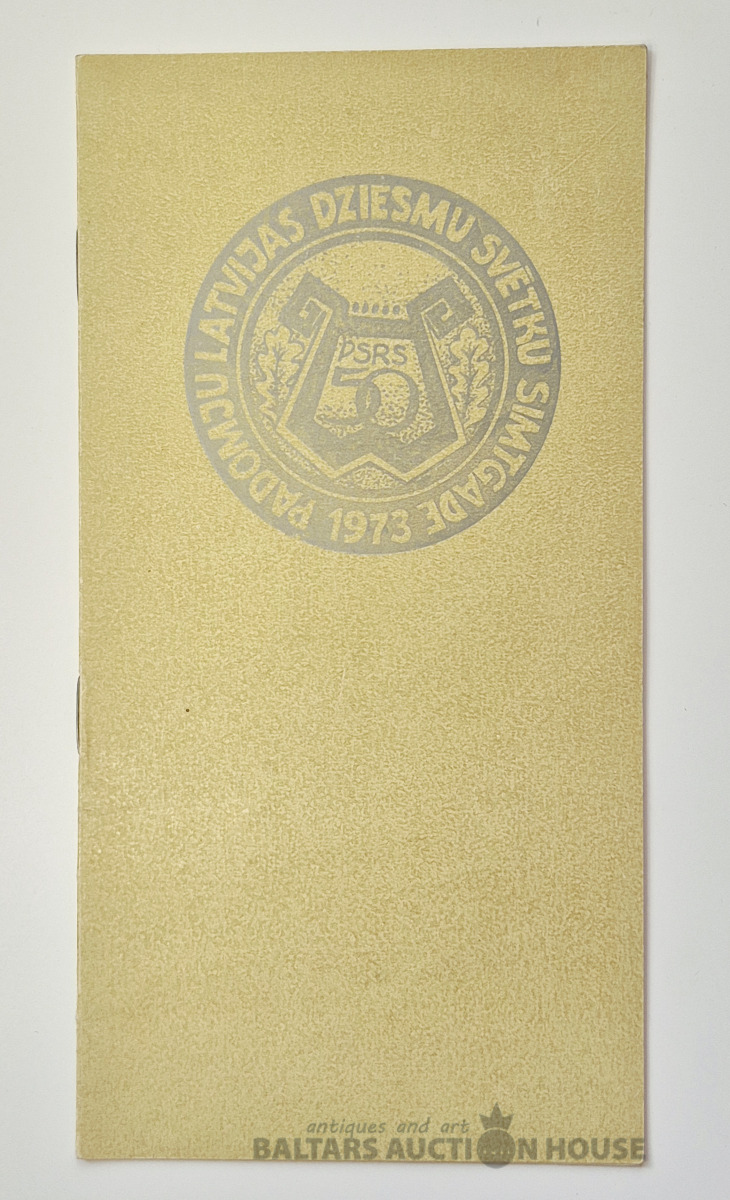 PADOMJU LATVIJAS DZIESMU SVĒTKU SIMTGADE
1973
PSRS
50
antiques and art
BALTARS AUCTION HOUSE